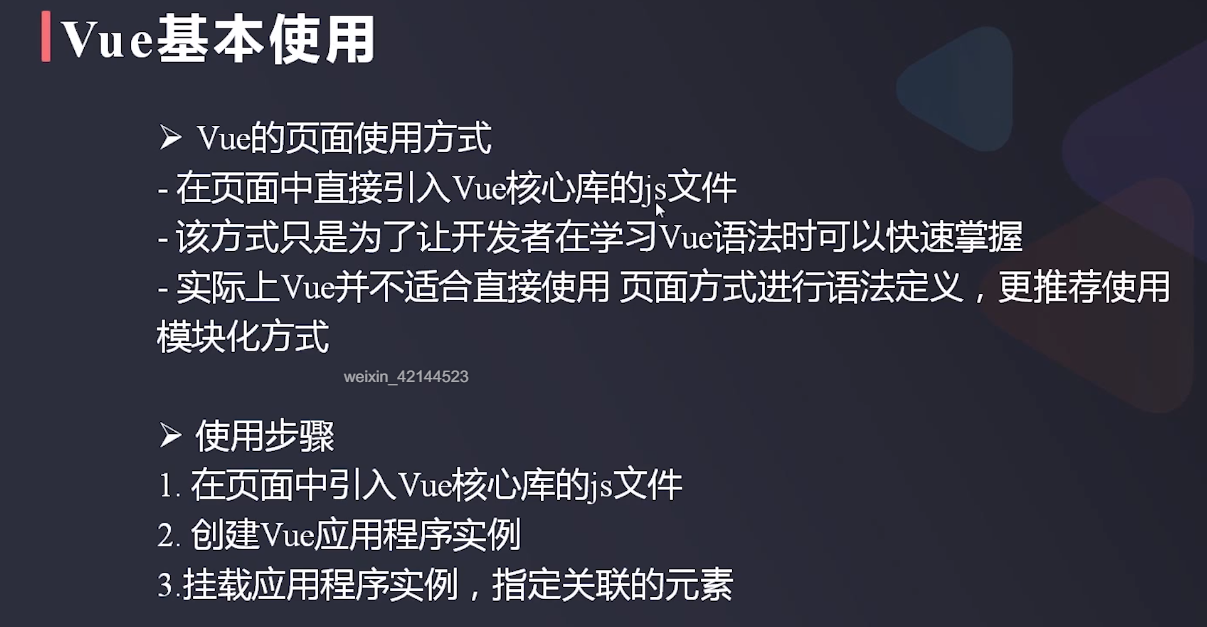 Vue基本使用
➢ Vue的页面使用方式
- 在页面中直接引入Vue核心库的js文件
- 该方式只是为了让开发者在学习Vue语法时可以快速掌握
- 实际上Vue并不适合直接使用 页面方式进行语法定义，更推荐使用
模块化方式
weixin_42144523
➢ 使用步骤
1. 在页面中引入Vue核心库的js文件
2. 创建Vue应用程序实例
3.挂载应用程序实例，指定关联的元素